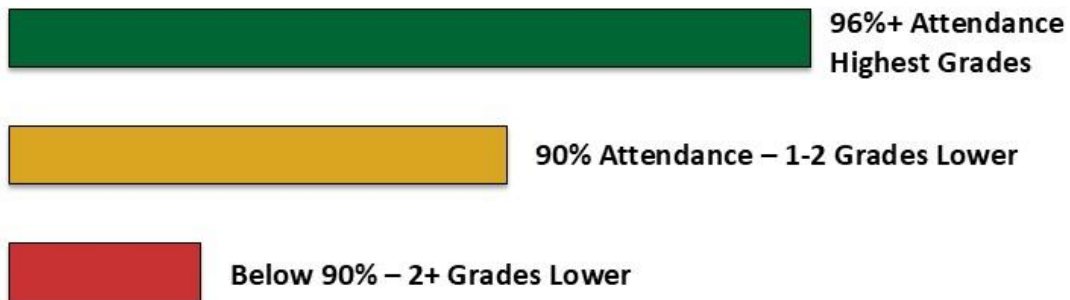 96%+ Attendance
Highest Grades
90% Attendance – 1-2 Grades Lower
Below 90% – 2+ Grades Lower